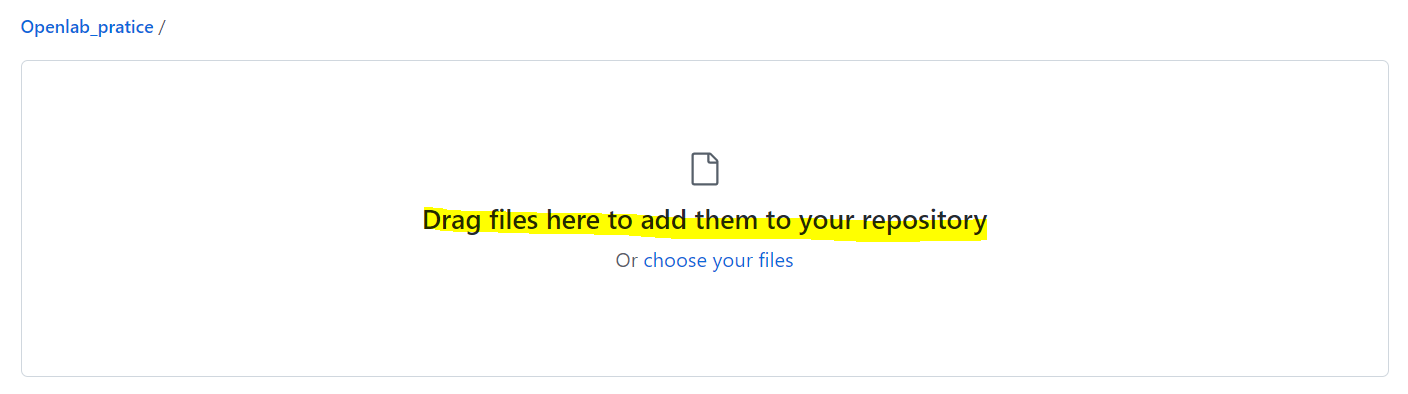 Openlab_pratice /
Drag files here to add them to your repository
Or choose your files